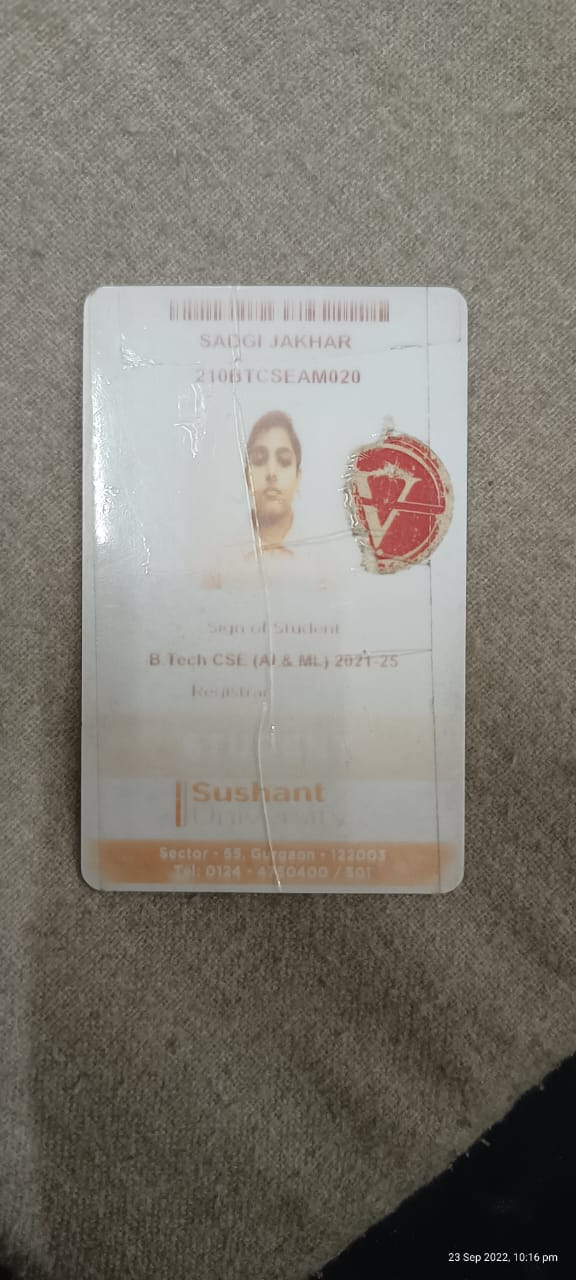 SADGI JAKHAR
210BTCSEAM020
Sign of Student
B.Tech CSE (AI & ML) 2021-25
Registrar
STUDENT
Sushant
University
Sector - 55, Gurgaon - 122003
Tel: 0124 - 4750400 / 501
23 Sep 2022, 10:16 pm